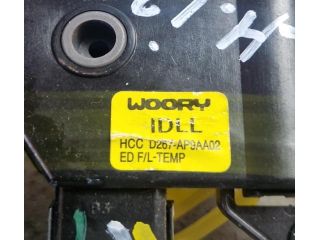 WOORY
IDLL
HCC D267-AP9AA02
ED F/L-TEMP